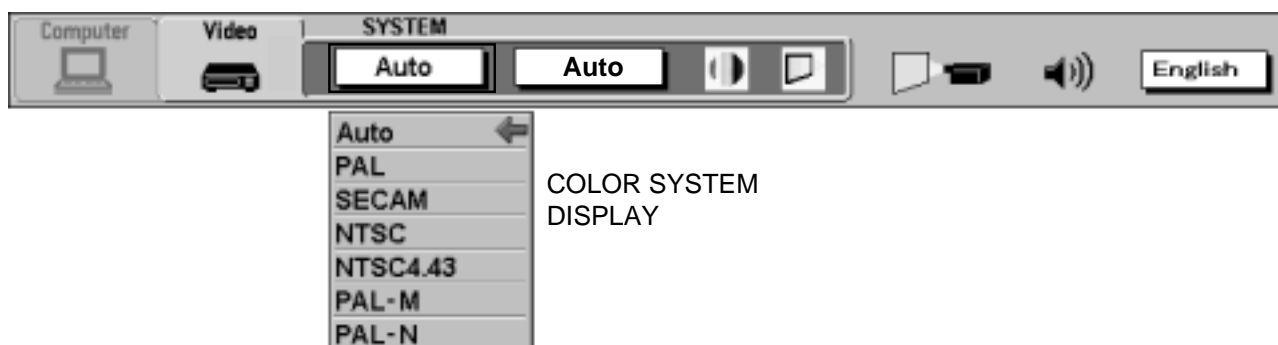 Computer Video SYSTEM
Auto Auto English
Auto
PAL
SECAM
NTSC
NTSC4.43
PAL-M
PAL-N
COLOR SYSTEM
DISPLAY